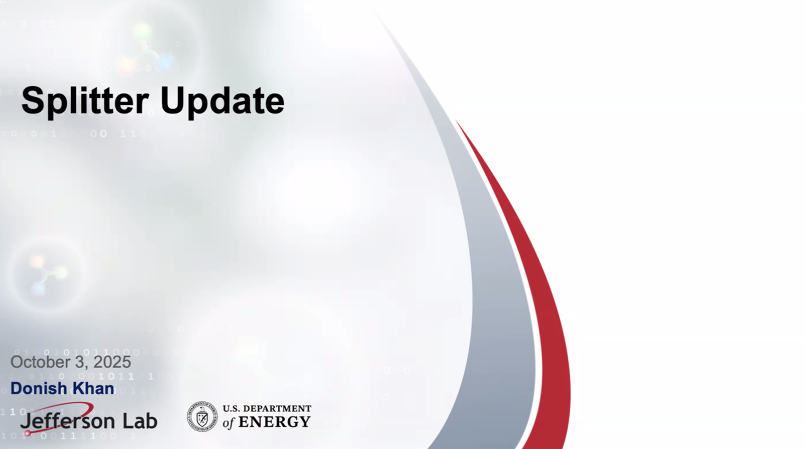 Splitter Update
October 3, 2025
Donish Khan
Jefferson Lab
U.S. DEPARTMENT
of ENERGY